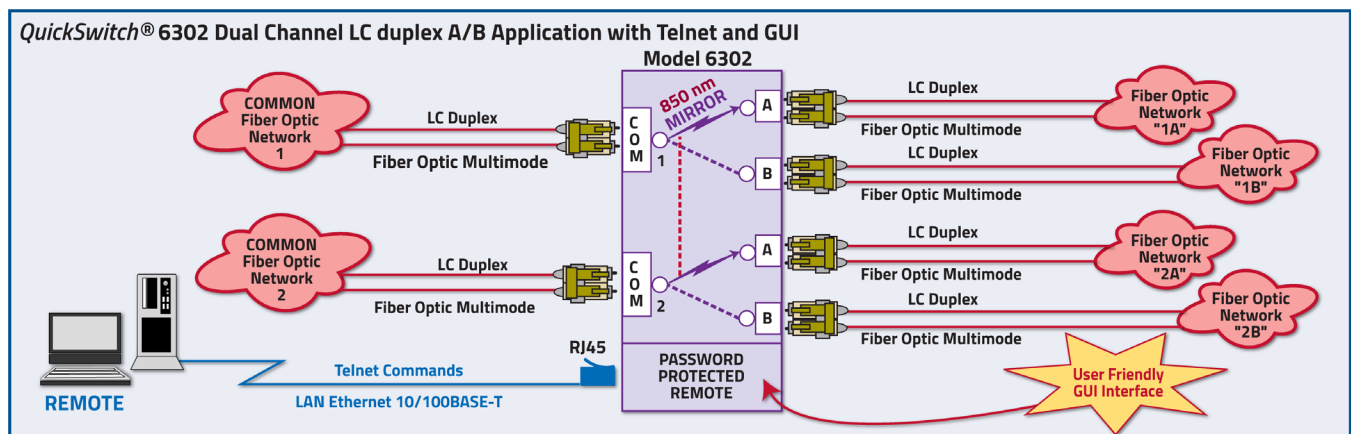 QuickSwitch® 6302 Dual Channel LC duplex A/B Application with Telnet and GUI
Model 6302
COMMON
Fiber Optic
Network
1
LC Duplex
Fiber Optic Multimode
COM
1
850 nm
MIRROR
A
B
LC Duplex
Fiber Optic Multimode
Fiber Optic
Network
"1A"
LC Duplex
Fiber Optic Multimode
Fiber Optic
Network
"1B"
COMMON
Fiber Optic
Network
2
LC Duplex
Fiber Optic Multimode
COM
2
A
B
LC Duplex
Fiber Optic Multimode
Fiber Optic
Network
"2A"
LC Duplex
Fiber Optic Multimode
Fiber Optic
Network
"2B"
REMOTE
Telnet Commands
LAN Ethernet 10/100BASE-T
RJ45
PASSWORD
PROTECTED
REMOTE
User Friendly
GUI Interface